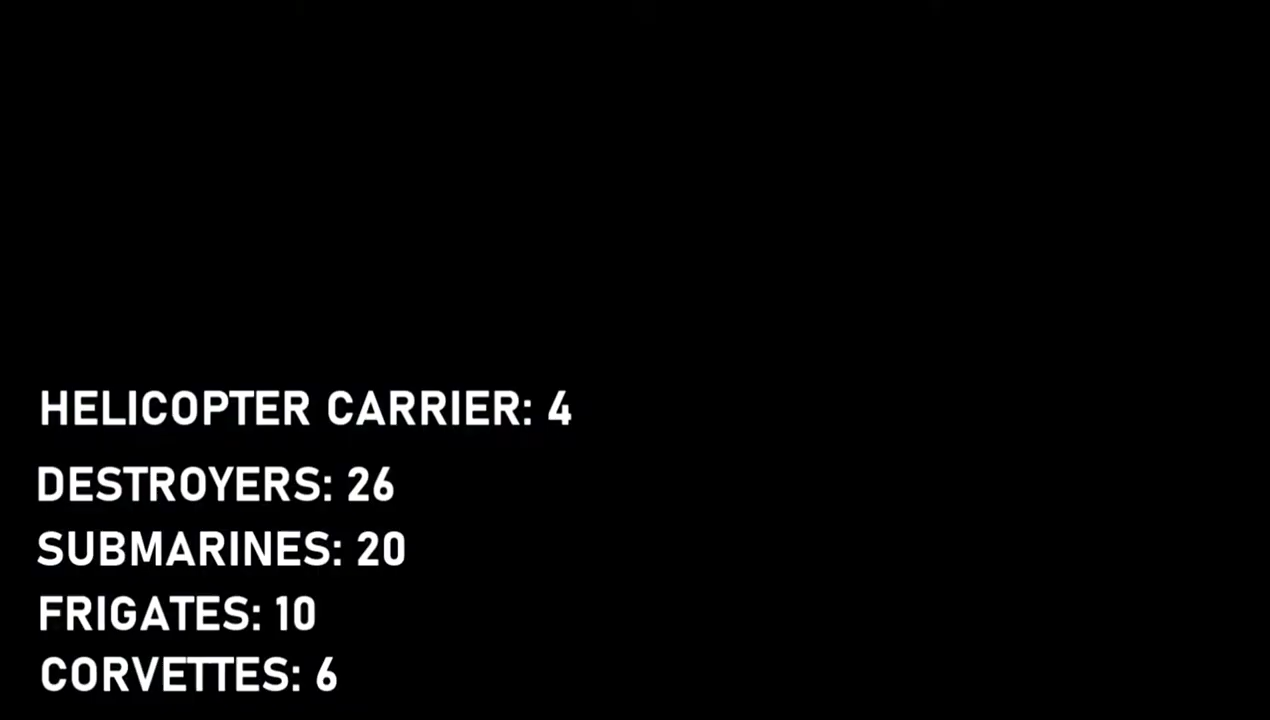 HELICOPTER CARRIER: 4
DESTROYERS: 26
SUBMARINES: 20
FRIGATES: 10
CORVETTES: 6